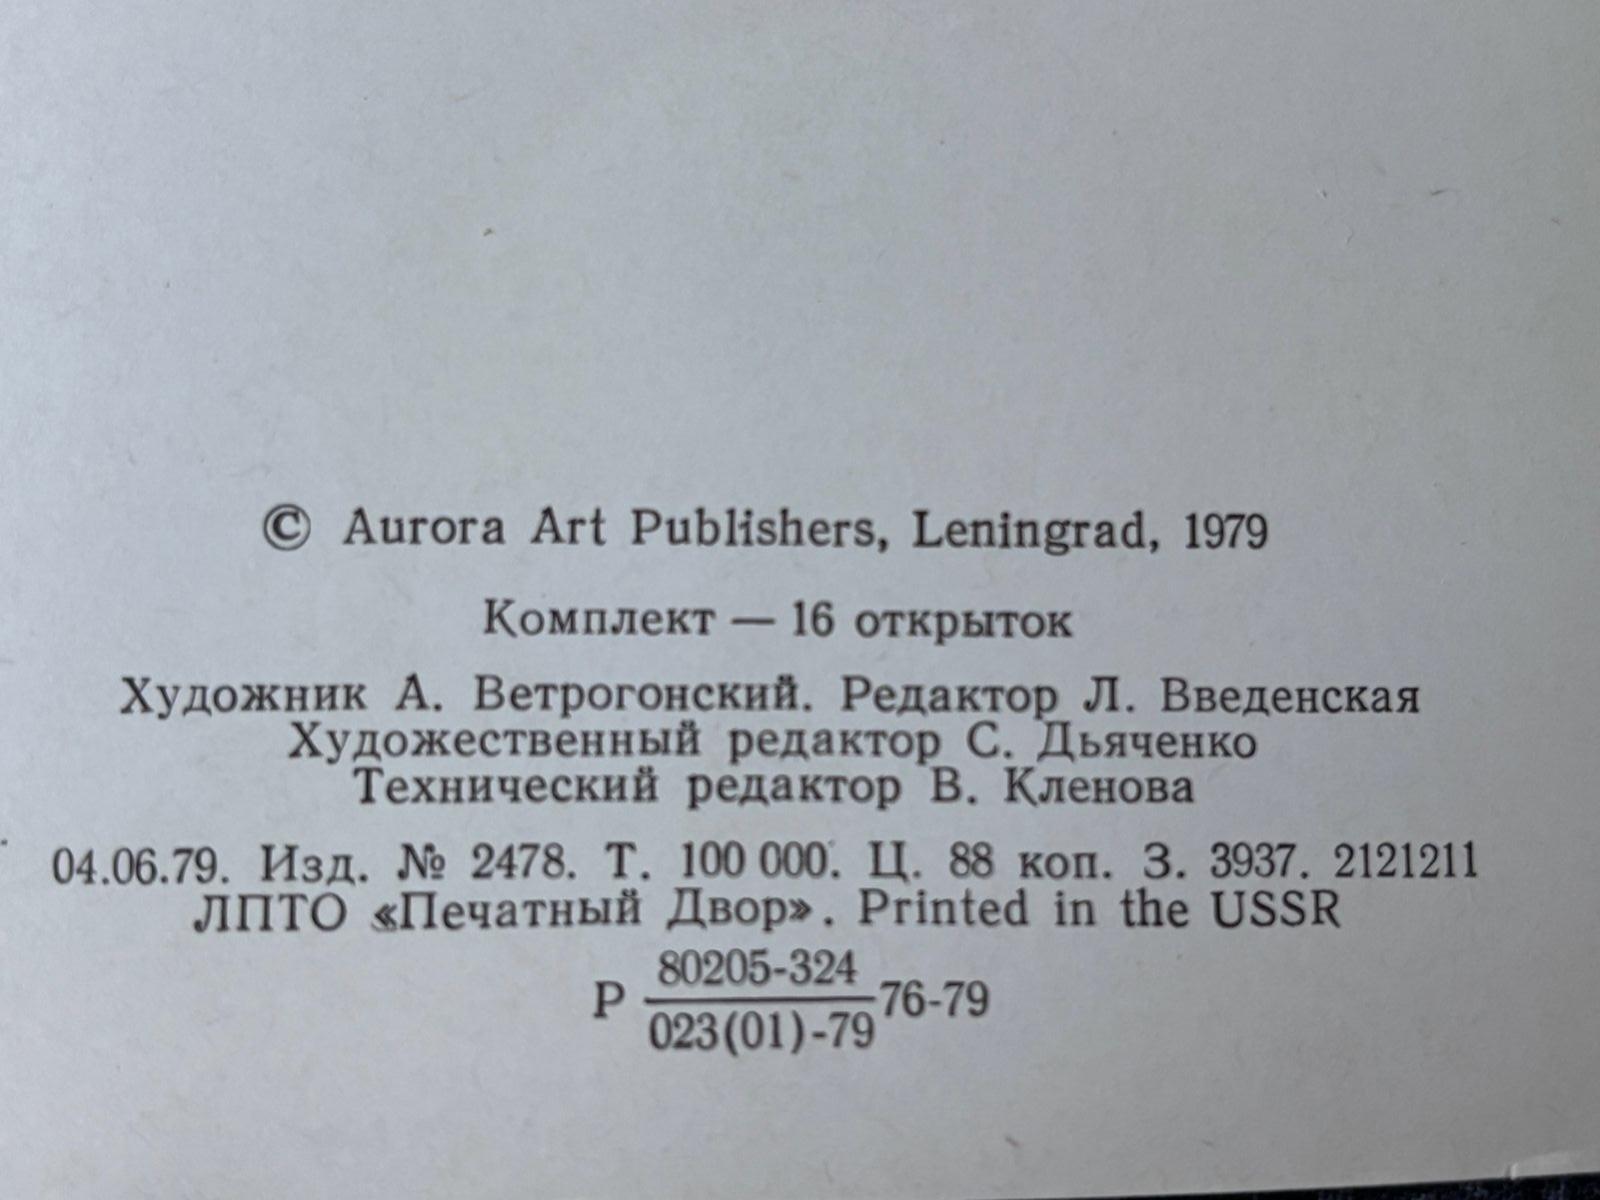 © Aurora Art Publishers, Leningrad, 1979
Комплект — 16 открыток
Художник А. Ветрогонский. Редактор Л. Введенская
Художественный редактор С. Дьяченко
Технический редактор В. Кленова
04.06.79. Изд. № 2478. Т. 100 000. Ц. 88 коп. З. 3937. 2121211
ЛПТО «Печатный Двор». Printed in the USSR
80205-324
Р 76-79
023(01)-79